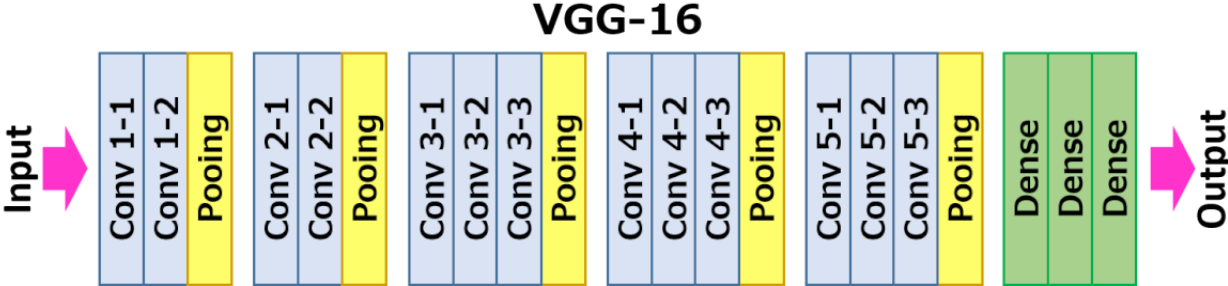 VGG-16
Input
Conv 1-1
Conv 1-2
Pooing
Conv 2-1
Conv 2-2
Pooing
Conv 3-1
Conv 3-2
Conv 3-3
Pooing
Conv 4-1
Conv 4-2
Conv 4-3
Pooing
Conv 5-1
Conv 5-2
Conv 5-3
Pooing
Dense
Dense
Dense
Output